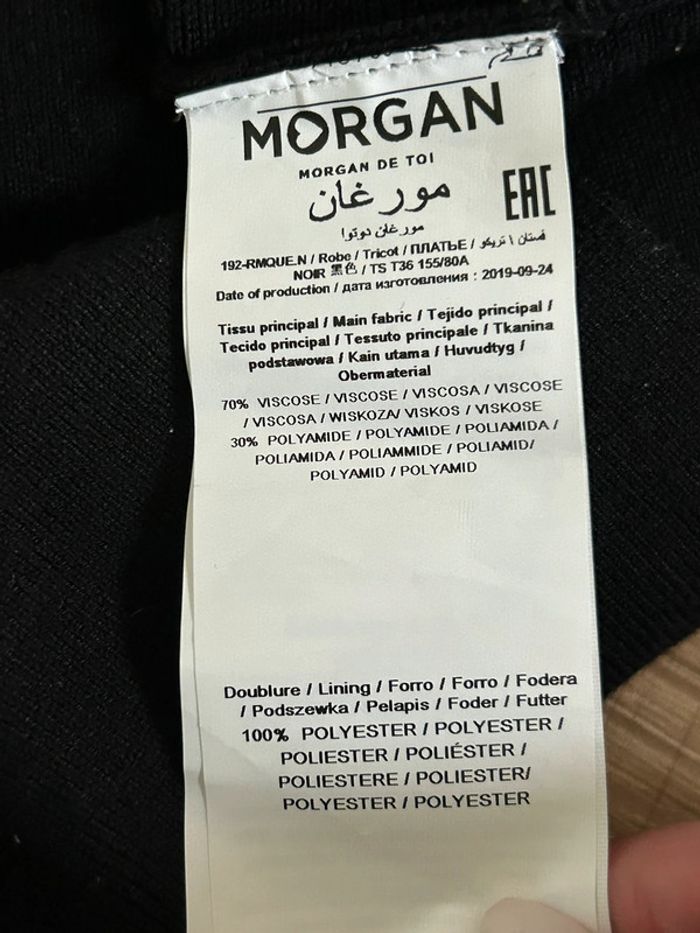 MORGAN
MORGAN DE TOI
مورغان
مورغان دوتوا
EAC
192-RMQUE.N / Robe / Tricot / ПЛАТЬЕ / فستان \ تريكو
NOIR 黑色 / TS T36 155/80A
Date of production / дата изготовления : 2019-09-24
Tissu principal / Main fabric / Tejido principal /
Tecido principal / Tessuto principale / Tkanina
podstawowa / Kain utama / Huvudtyg /
Obermaterial
70% VISCOSE / VISCOSE / VISCOSA / VISCOSE
/ VISCOSA / WISKOZA/ VISKOS / VISKOSE
30% POLYAMIDE / POLYAMIDE / POLIAMIDA /
POLIAMIDA / POLIAMMIDE / POLIAMID/
POLYAMID / POLYAMID
Doublure / Lining / Forro / Forro / Fodera
/ Podszewka / Pelapis / Foder / Futter
100% POLYESTER / POLYESTER /
POLIESTER / POLIÉSTER /
POLIESTERE / POLIESTER/
POLYESTER / POLYESTER